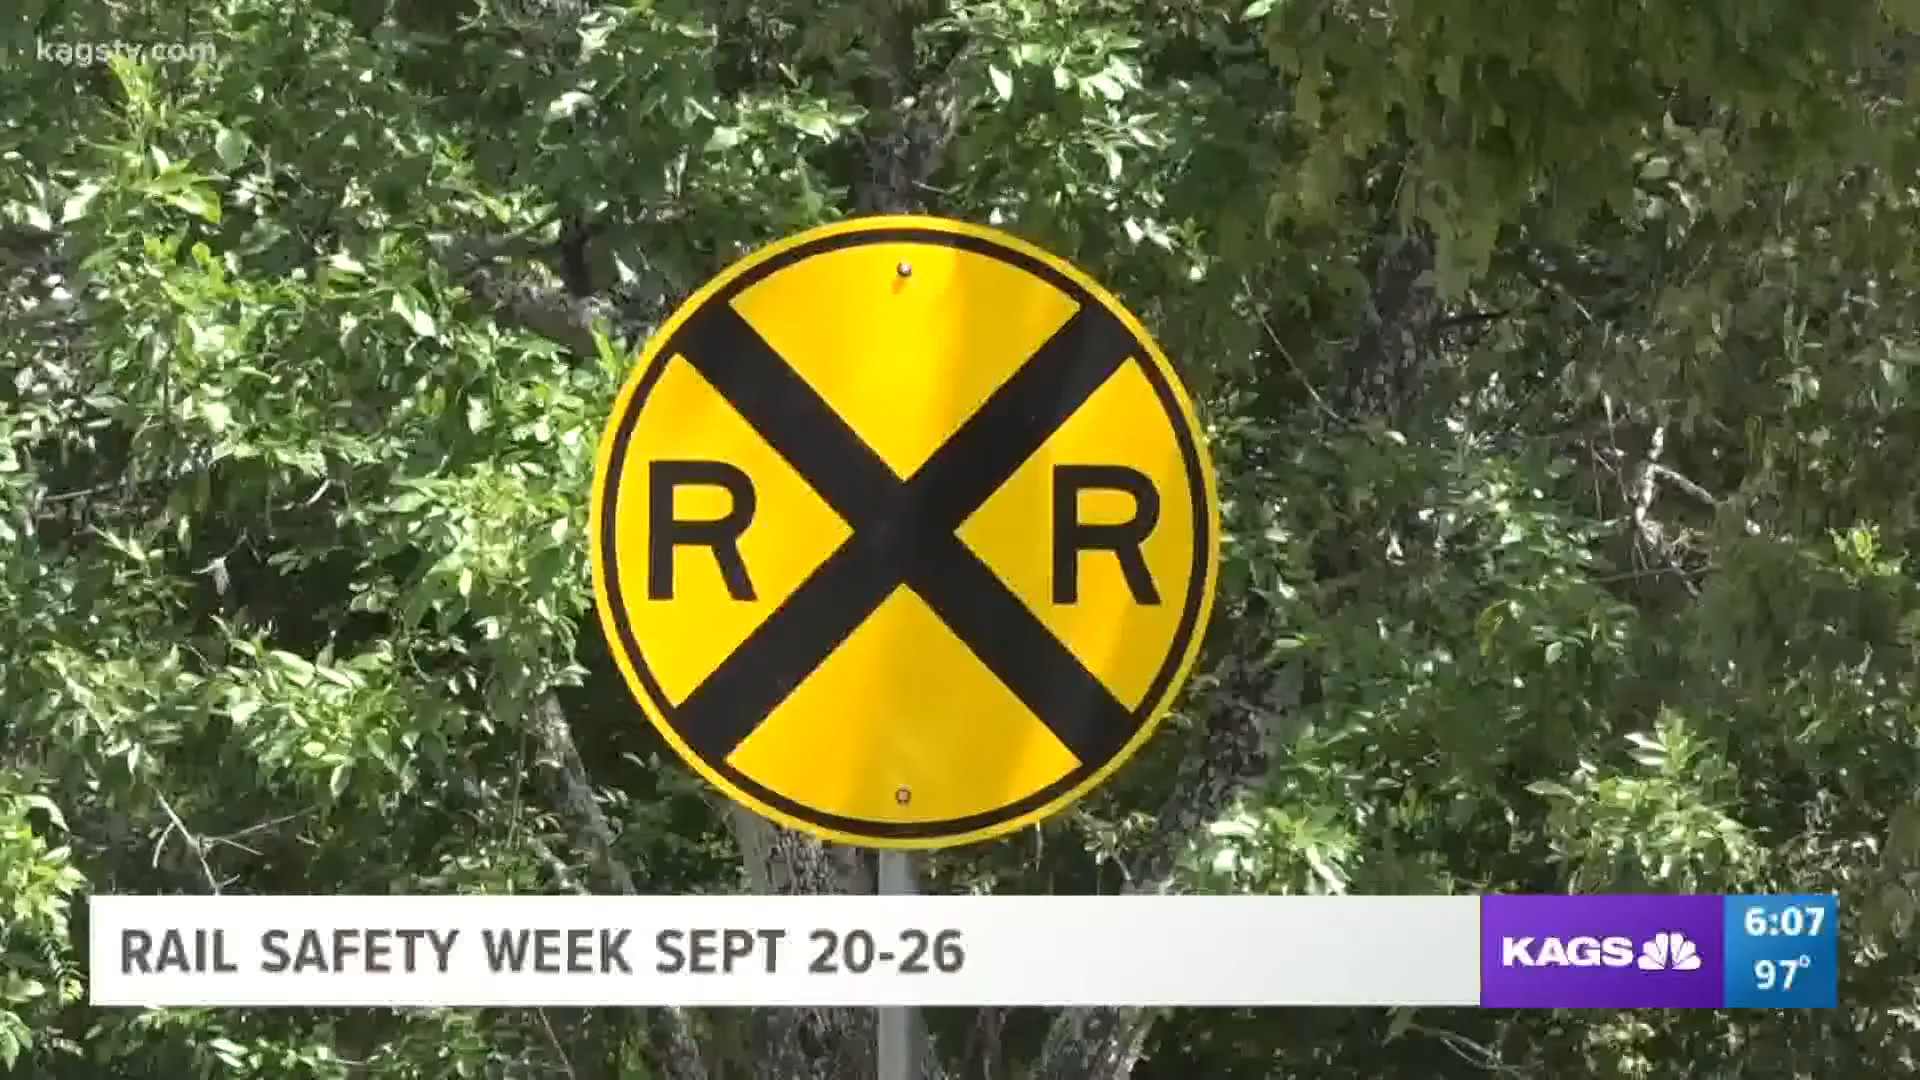 kagstv.com
R R
RAIL SAFETY WEEK SEPT 20-26
KAGS
6:07
97°